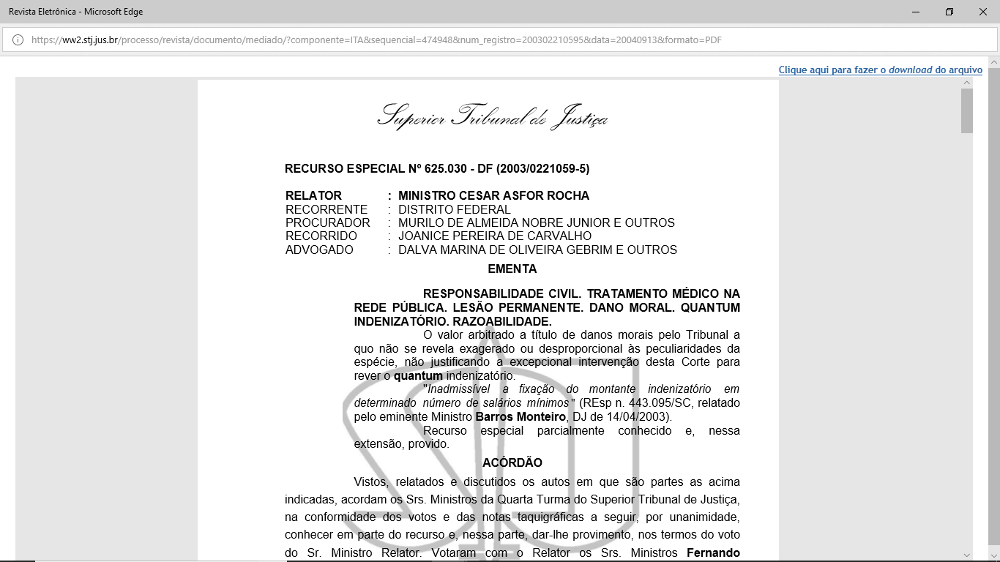 Revista Eletrônica - Microsoft Edge
https://ww2.stj.jus.br/processo/revista/documento/mediado/?componente=ITA&sequencial=474948&num_registro=200302210595&data=20040913&formato=PDF
Clique aqui para fazer o download do arquivo
Superior Tribunal de Justiça
RECURSO ESPECIAL Nº 625.030 - DF (2003/0221059-5)
RELATOR : MINISTRO CESAR ASFOR ROCHA
RECORRENTE : DISTRITO FEDERAL
PROCURADOR : MURILO DE ALMEIDA NOBRE JUNIOR E OUTROS
RECORRIDO : JOANICE PEREIRA DE CARVALHO
ADVOGADO : DALVA MARINA DE OLIVEIRA GEBRIM E OUTROS
EMENTA
RESPONSABILIDADE CIVIL. TRATAMENTO MÉDICO NA
REDE PÚBLICA. LESÃO PERMANENTE. DANO MORAL. QUANTUM
INDENIZATÓRIO. RAZOABILIDADE.
O valor arbitrado a título de danos morais pelo Tribunal a
quo não se revela exagerado ou desproporcional às peculiaridades da
espécie, não justificando a excepcional intervenção desta Corte para
rever o quantum indenizatório.
"Inadmissível a fixação do montante indenizatório em
determinado número de salários mínimos" (REsp n. 443.095/SC, relatado
pelo eminente Ministro Barros Monteiro, DJ de 14/04/2003).
Recurso especial parcialmente conhecido e, nessa
extensão, provido.
ACÓRDÃO
Vistos, relatados e discutidos os autos em que são partes as acima
indicadas, acordam os Srs. Ministros da Quarta Turma do Superior Tribunal de Justiça,
na conformidade dos votos e das notas taquigráficas a seguir, por unanimidade,
conhecer em parte do recurso e, nessa parte, dar-lhe provimento, nos termos do voto
do Sr. Ministro Relator. Votaram com o Relator os Srs. Ministros Fernando